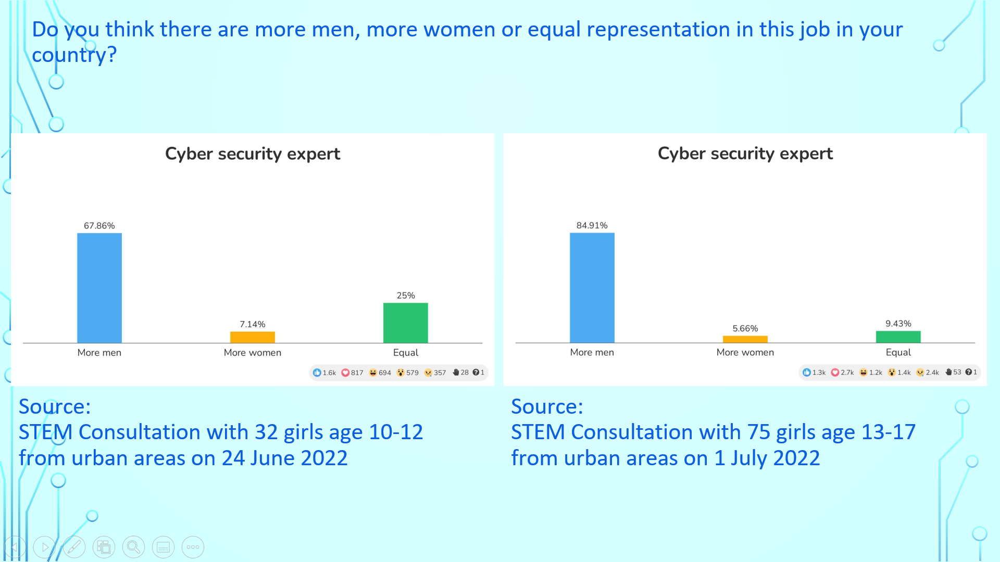 Do you think there are more men, more women or equal representation in this job in your
country?
Cyber security expert
67.86%
7.14%
25%
More men
More women
Equal
1.6k 817 694 579 357 28 1
Source:
STEM Consultation with 32 girls age 10-12
from urban areas on 24 June 2022
Cyber security expert
84.91%
5.66%
9.43%
More men
More women
Equal
1.3k 2.7k 1.2k 1.4k 2.4k 53 1
Source:
STEM Consultation with 75 girls age 13-17
from urban areas on 1 July 2022